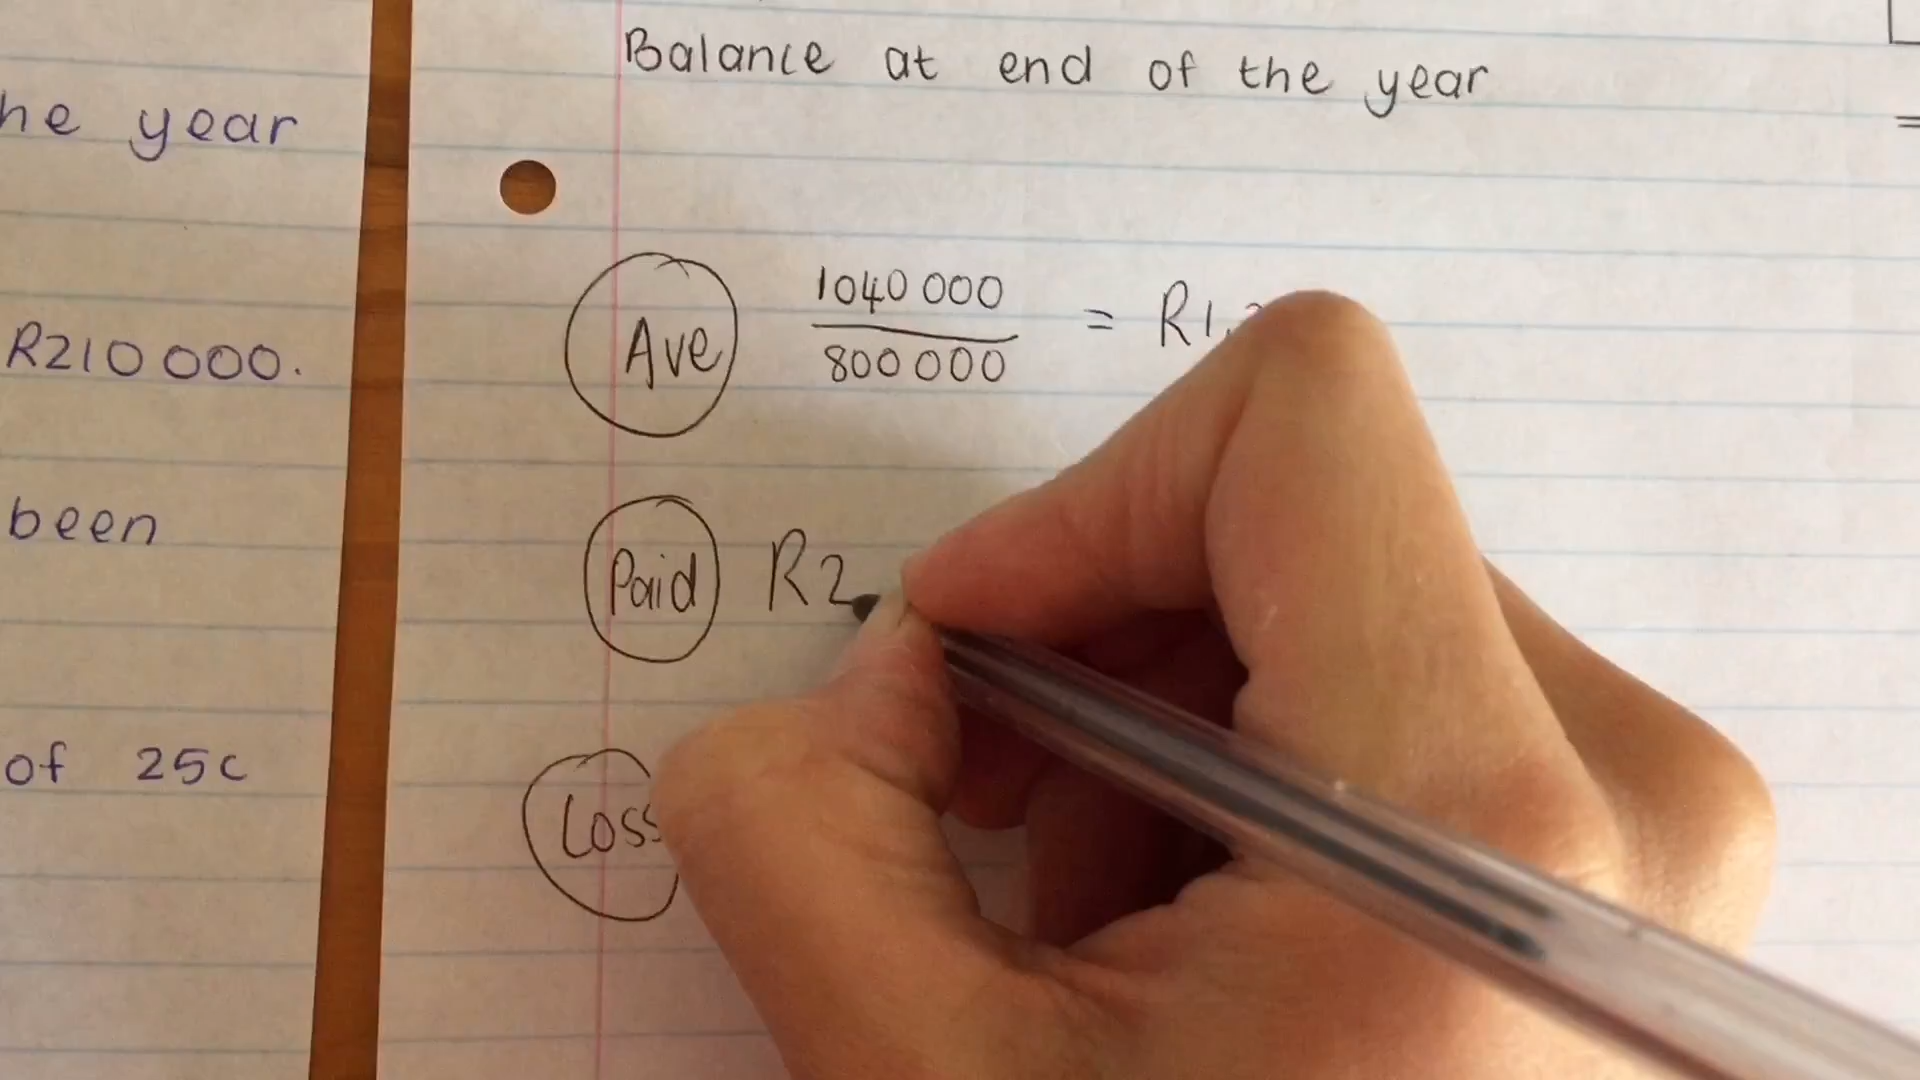 he year
R210 000.
been
of 25c
Balance at end of the year
=
Ave 1040 000
800 000
= R1.
Paid R2
Loss